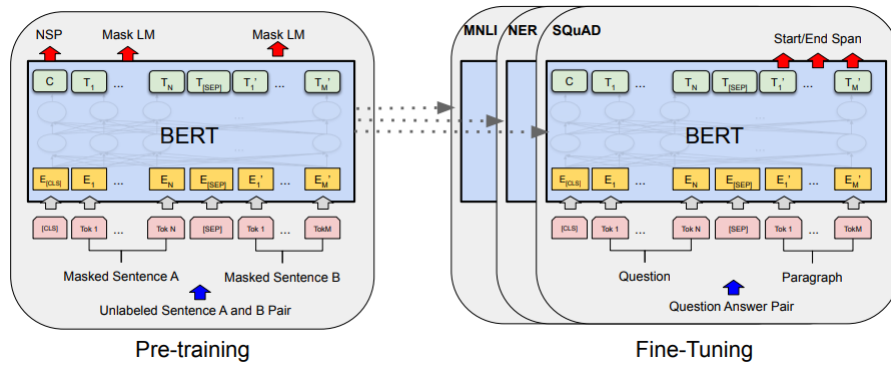 NSP Mask LM Mask LM
C T1 ... TN T[SEP] T1' ... TM'
BERT
E[CLS] E1 ... EN E[SEP] E1' ... EM'
[CLS] Tok 1 ... Tok N [SEP] Tok 1 ... TokM
Masked Sentence A Masked Sentence B
Unlabeled Sentence A and B Pair
Pre-training
MNLI NER SQuAD
Start/End Span
C T1 ... TN T[SEP] T1' ... TM'
BERT
E[CLS] E1 ... EN E[SEP] E1' ... EM'
[CLS] Tok 1 ... Tok N [SEP] Tok 1 ... TokM
Question Paragraph
Question Answer Pair
Fine-Tuning